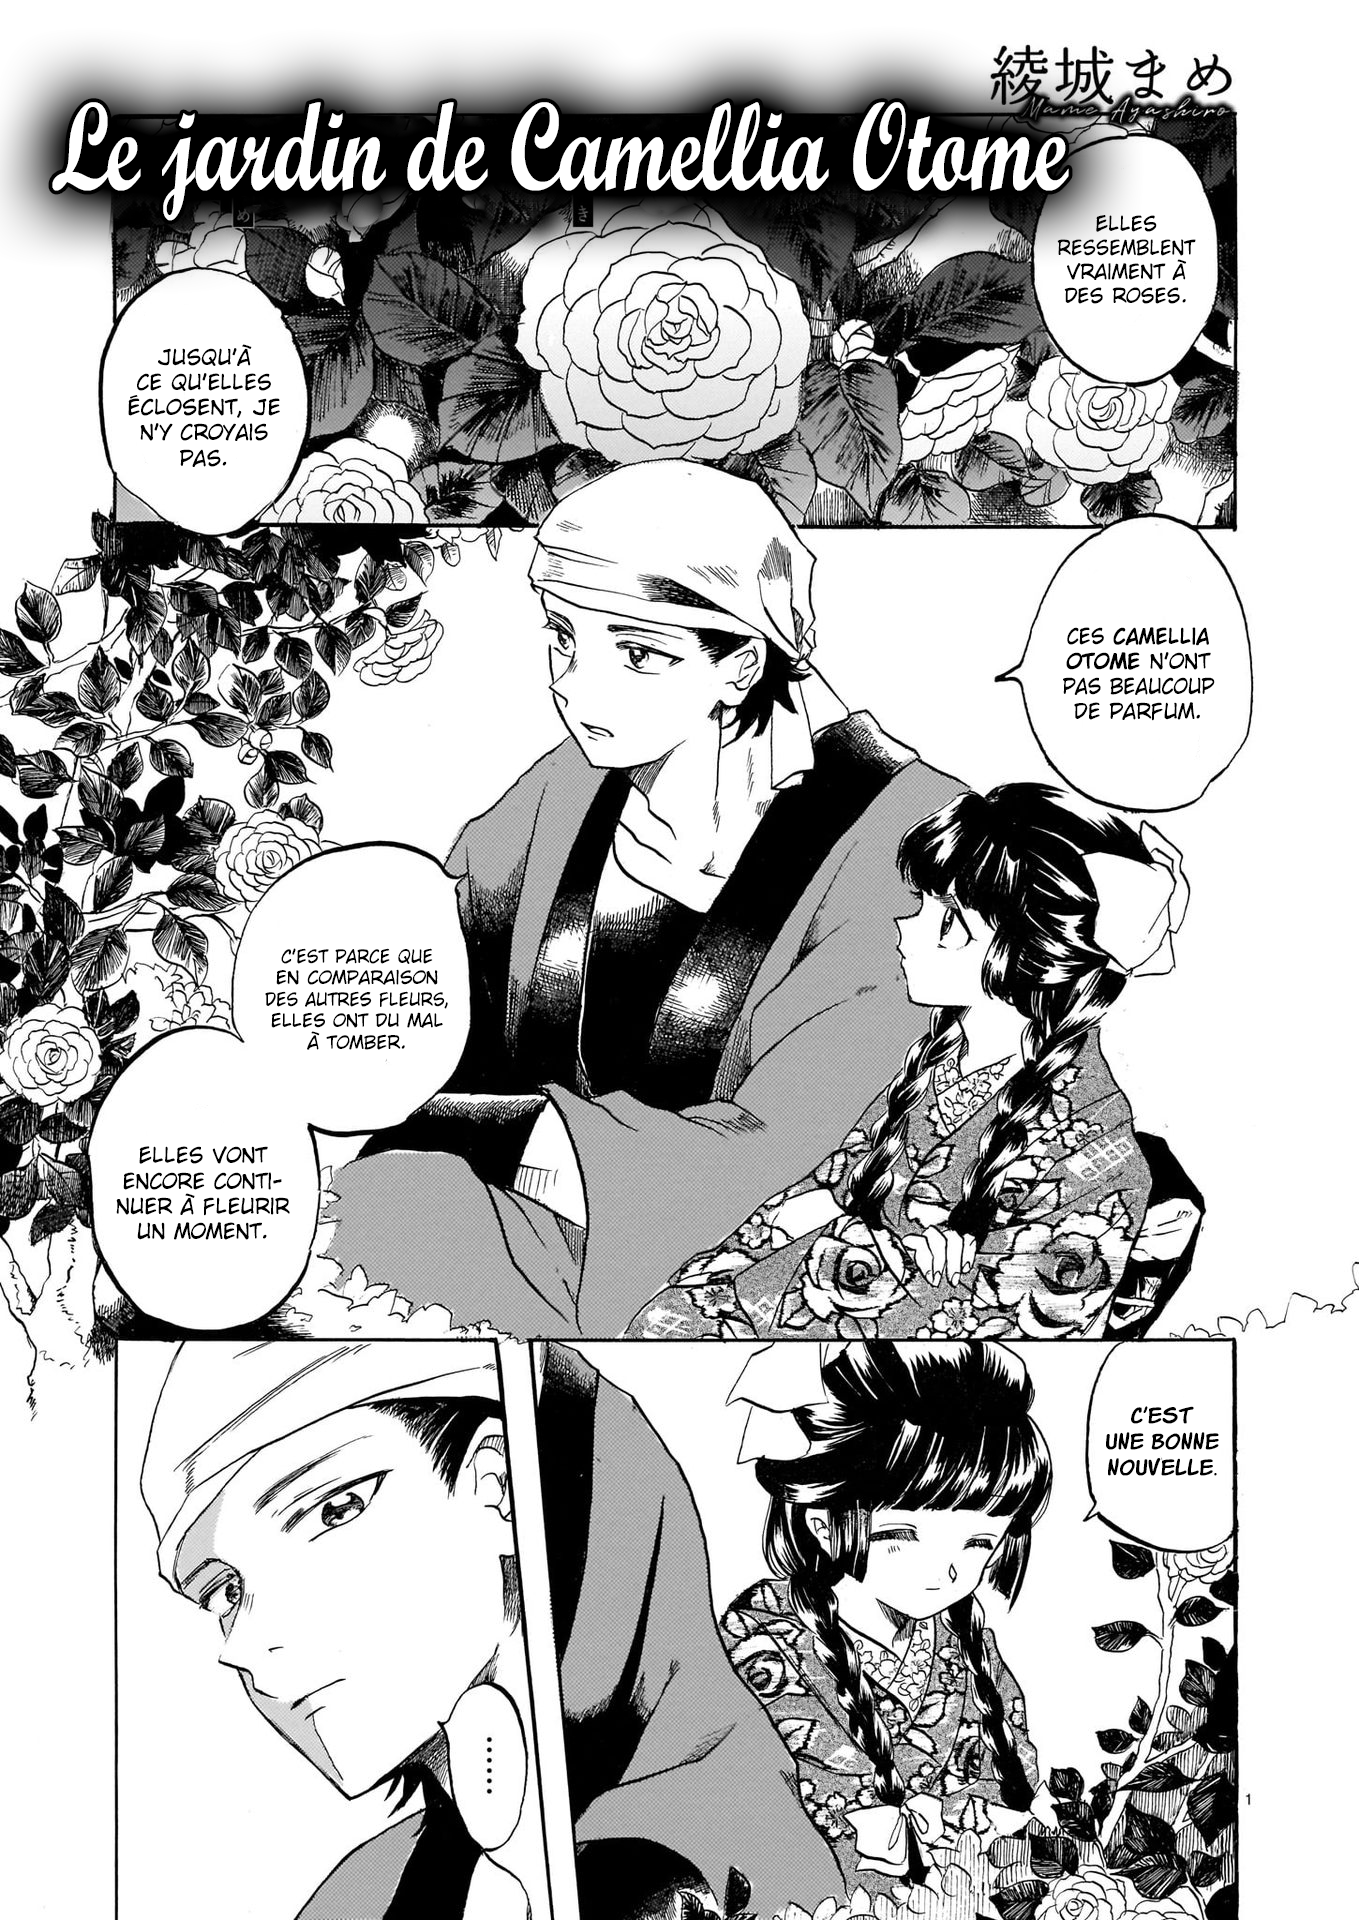 綾城まめ
Mame Ayashiro
Le jardin de Camellia Otome
き
め
ELLES
RESSEMBLENT
VRAIMENT À
DES ROSES.
JUSQU'À
CE QU'ELLES
ÉCLOSENT, JE
N'Y CROYAIS
PAS.
CES CAMELLIA
OTOME N'ONT
PAS BEAUCOUP
DE PARFUM.
C'EST PARCE QUE
EN COMPARAISON
DES AUTRES FLEURS,
ELLES ONT DU MAL
À TOMBER.
ELLES VONT
ENCORE CONTI-
NUER À FLEURIR
UN MOMENT.
C'EST
UNE BONNE
NOUVELLE.
......
1